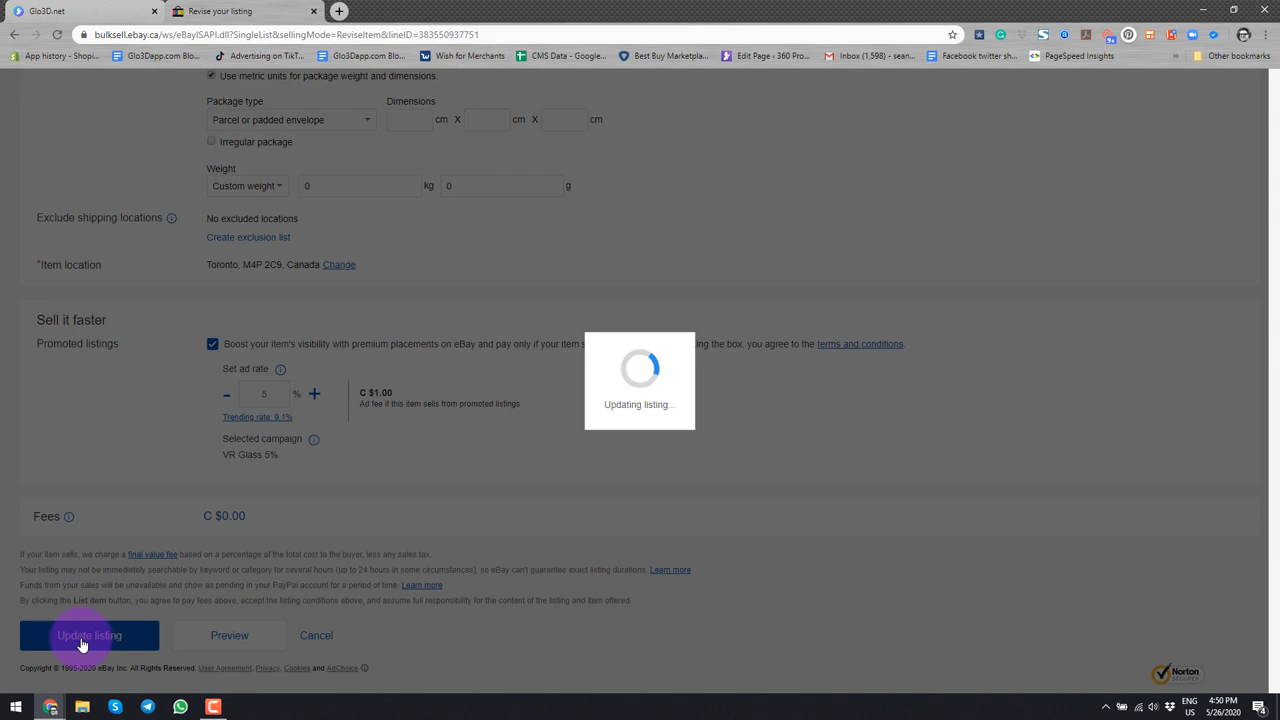 Glo3D.net
Revise your listing
bulksell.ebay.ca/ws/eBayISAPI.dll?SingleList&sellingMode=ReviseItem&lineID=383550937751
App history - Shopi...
Glo3Dapp.com Blo...
Advertising on TikT...
Glo3Dapp.com Blo...
Wish for Merchants
CMS Data - Google...
Best Buy Marketpla...
Edit Page ‹ 360 Pro...
Inbox (1,598) - sean...
Facebook twitter sh...
PageSpeed Insights
Other bookmarks
Use metric units for package weight and dimensions.
Package type
Dimensions
Parcel or padded envelope
cm X cm X cm
Irregular package
Weight
Custom weight
0 kg 0 g
Exclude shipping locations
No excluded locations
Create exclusion list
*Item location
Toronto, M4P 2C9, Canada Change
Sell it faster
Promoted listings
Boost your item's visibility with premium placements on eBay and pay only if your item s
ing the box, you agree to the terms and conditions.
Set ad rate
- 5 % +
C $1.00
Ad fee if this item sells from promoted listings
Trending rate: 9.1%
Selected campaign
VR Glass 5%
Updating listing...
Fees
C $0.00
If your item sells, we charge a final value fee based on a percentage of the total cost to the buyer, less any sales tax.
Your listing may not be immediately searchable by keyword or category for several hours (up to 24 hours in some circumstances), so eBay can't guarantee exact listing durations. Learn more
Funds from your sales will be unavailable and show as pending in your PayPal account for a period of time. Learn more
By clicking the List item button, you agree to pay fees above, accept the listing conditions above, and assume full responsibility for the content of the listing and item offered.
Update listing
Preview
Cancel
Copyright © 1995-2020 eBay Inc. All Rights Reserved. User Agreement, Privacy, Cookies and AdChoice
Norton
SECURED
ENG
US
4:50 PM
5/26/2020
4